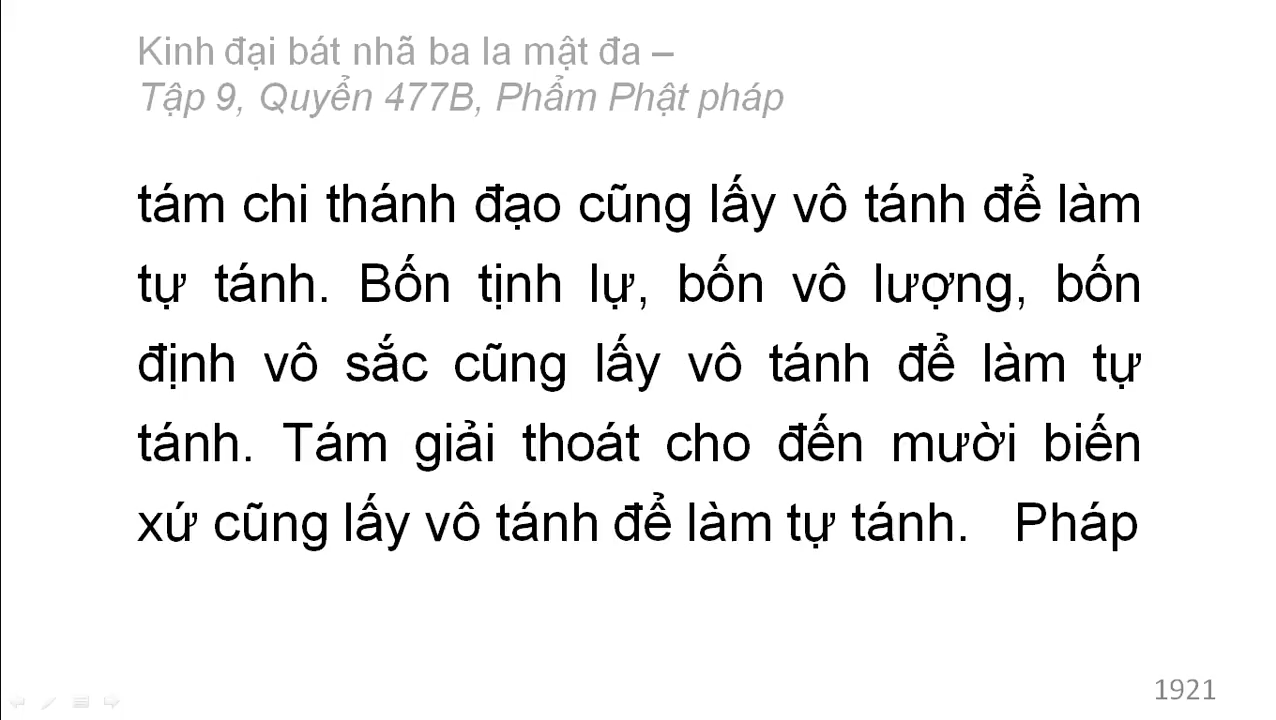 Kinh đại bát nhã ba la mật đa –
Tập 9, Quyển 477B, Phẩm Phật pháp
tám chi thánh đạo cũng lấy vô tánh để làm
tự tánh. Bốn tịnh lự, bốn vô lượng, bốn
định vô sắc cũng lấy vô tánh để làm tự
tánh. Tám giải thoát cho đến mười biến
xứ cũng lấy vô tánh để làm tự tánh. Pháp
1921